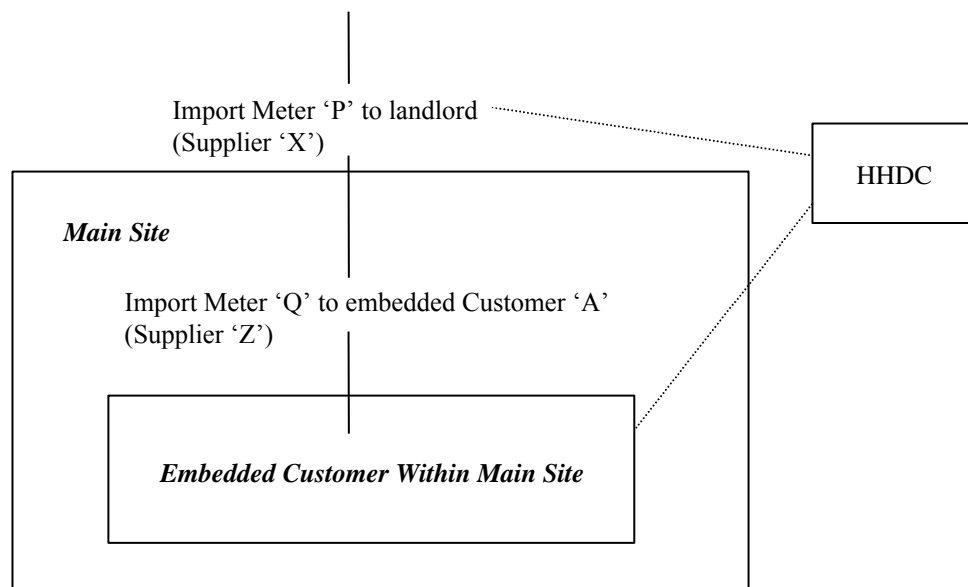 Import Meter ‘P’ to landlord
(Supplier ‘X’)
HHDC
Main Site
Import Meter ‘Q’ to embedded Customer ‘A’
(Supplier ‘Z’)
Embedded Customer Within Main Site